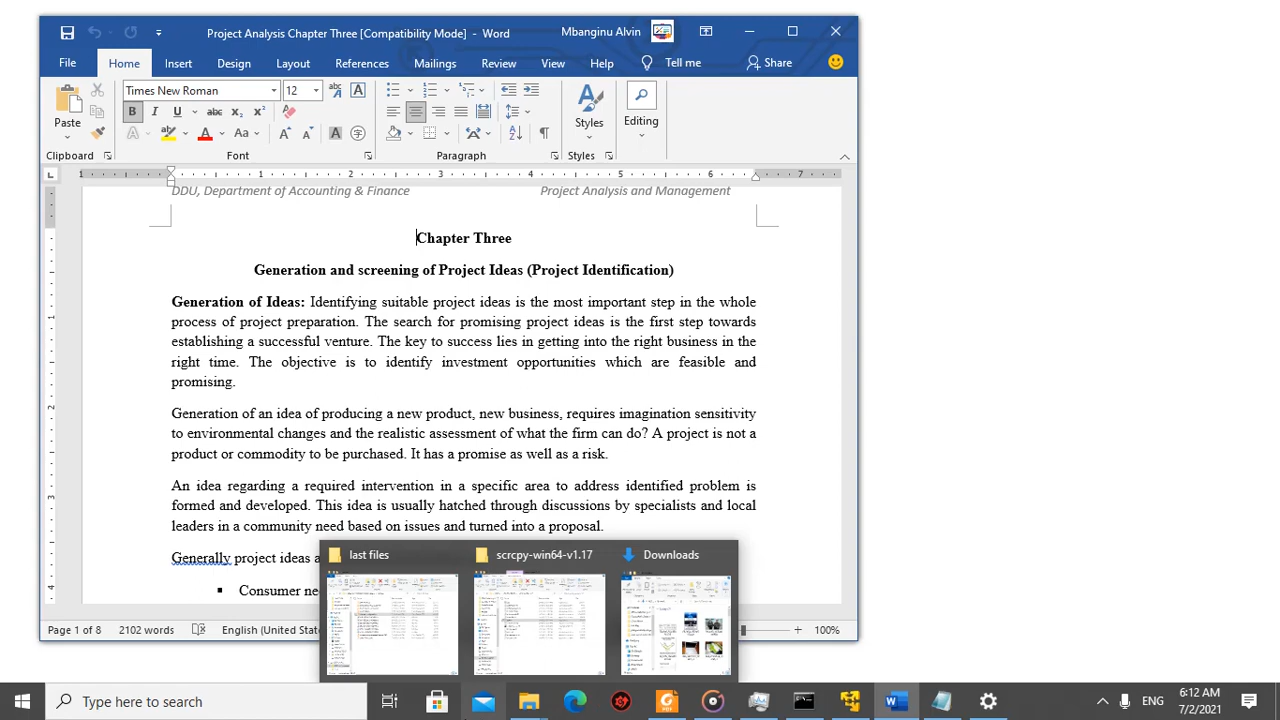 Project Analysis Chapter Three [Compatibility Mode] - Word
Mbanginu Alvin
File Home Insert Design Layout References Mailings Review View Help Tell me Share
Times New Roman 12
Paste
Styles
Editing
Clipboard Font Paragraph Styles
1 1 2 3 4 5 6 7
DDU, Department of Accounting & Finance Project Analysis and Management
Chapter Three
Generation and screening of Project Ideas (Project Identification)
Generation of Ideas: Identifying suitable project ideas is the most important step in the whole
process of project preparation. The search for promising project ideas is the first step towards
establishing a successful venture. The key to success lies in getting into the right business in the
right time. The objective is to identify investment opportunities which are feasible and
promising.
Generation of an idea of producing a new product, new business, requires imagination sensitivity
to environmental changes and the realistic assessment of what the firm can do? A project is not a
product or commodity to be purchased. It has a promise as well as a risk.
An idea regarding a required intervention in a specific area to address identified problem is
formed and developed. This idea is usually hatched through discussions by specialists and local
leaders in a community need based on issues and turned into a proposal.
Generally project ideas a
▪ Consumer ne
last files scrcpy-win64-v1.17 Downloads
Page 1 2102 words English (United States) 100%
Type here to search
ENG
6:12 AM
7/2/2021